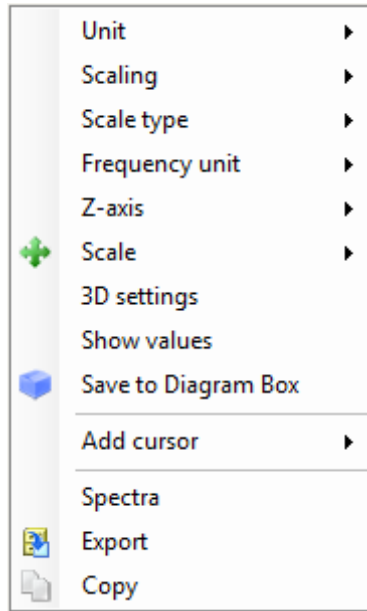 Unit
Scaling
Scale type
Frequency unit
Z-axis
Scale
3D settings
Show values
Save to Diagram Box
Add cursor
Spectra
Export
Copy